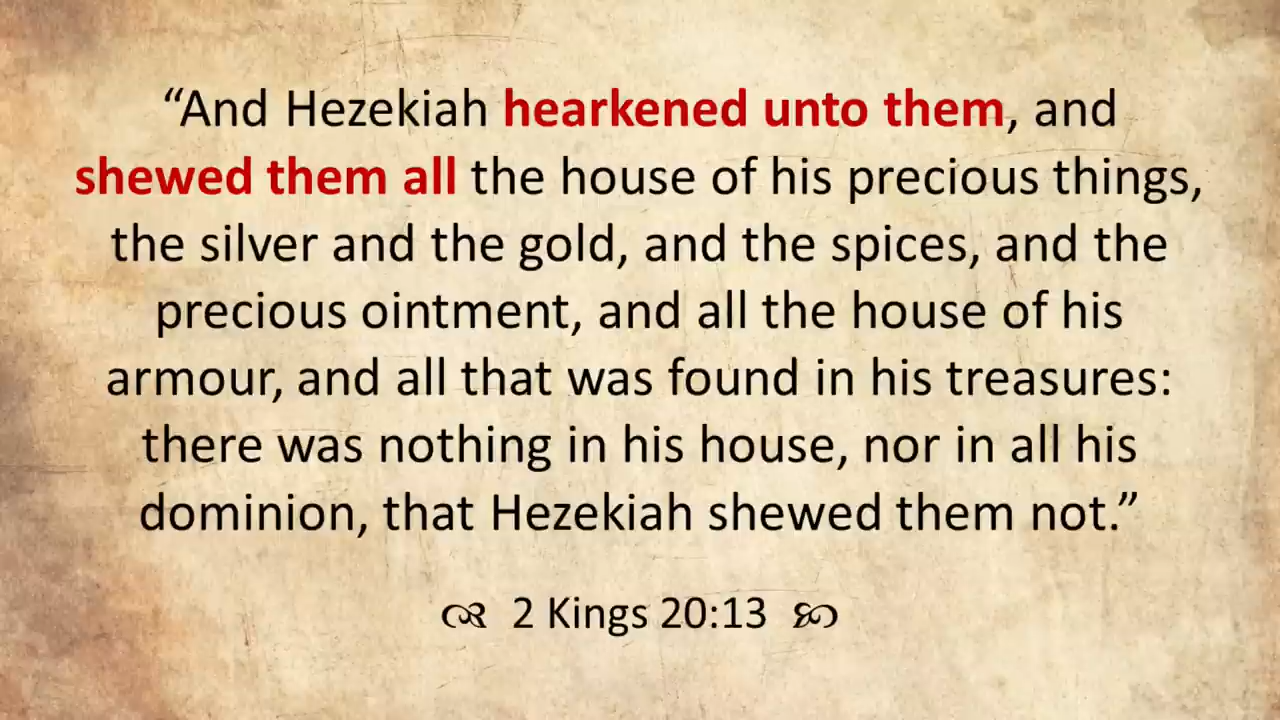 “And Hezekiah hearkened unto them, and
shewed them all the house of his precious things,
the silver and the gold, and the spices, and the
precious ointment, and all the house of his
armour, and all that was found in his treasures:
there was nothing in his house, nor in all his
dominion, that Hezekiah shewed them not.”
2 Kings 20:13